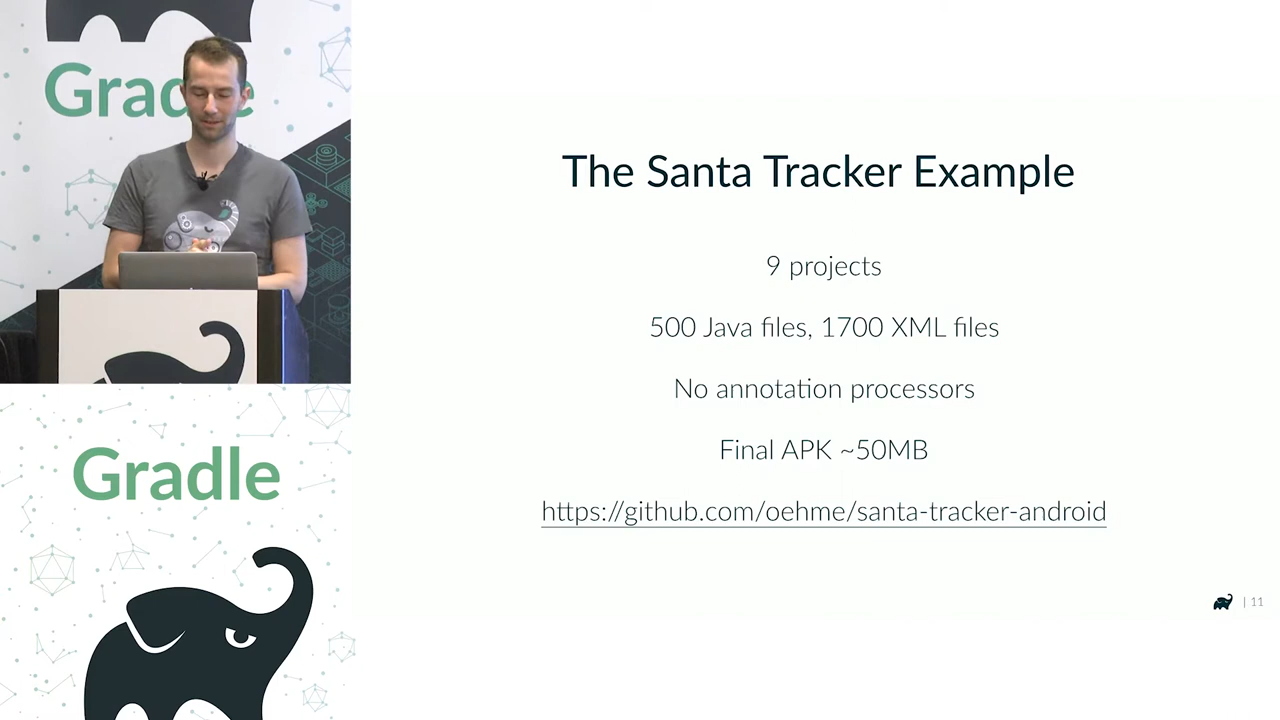 Gradle
Gradle
The Santa Tracker Example
9 projects
500 Java files, 1700 XML files
No annotation processors
Final APK ~50MB
https://github.com/oehme/santa-tracker-android
| 11